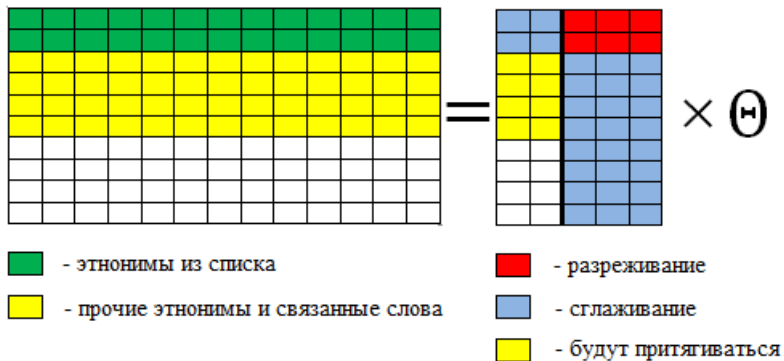 = × Θ
- этнонимы из списка
- прочие этнонимы и связанные слова
- разреживание
- сглаживание
- будут притягиваться